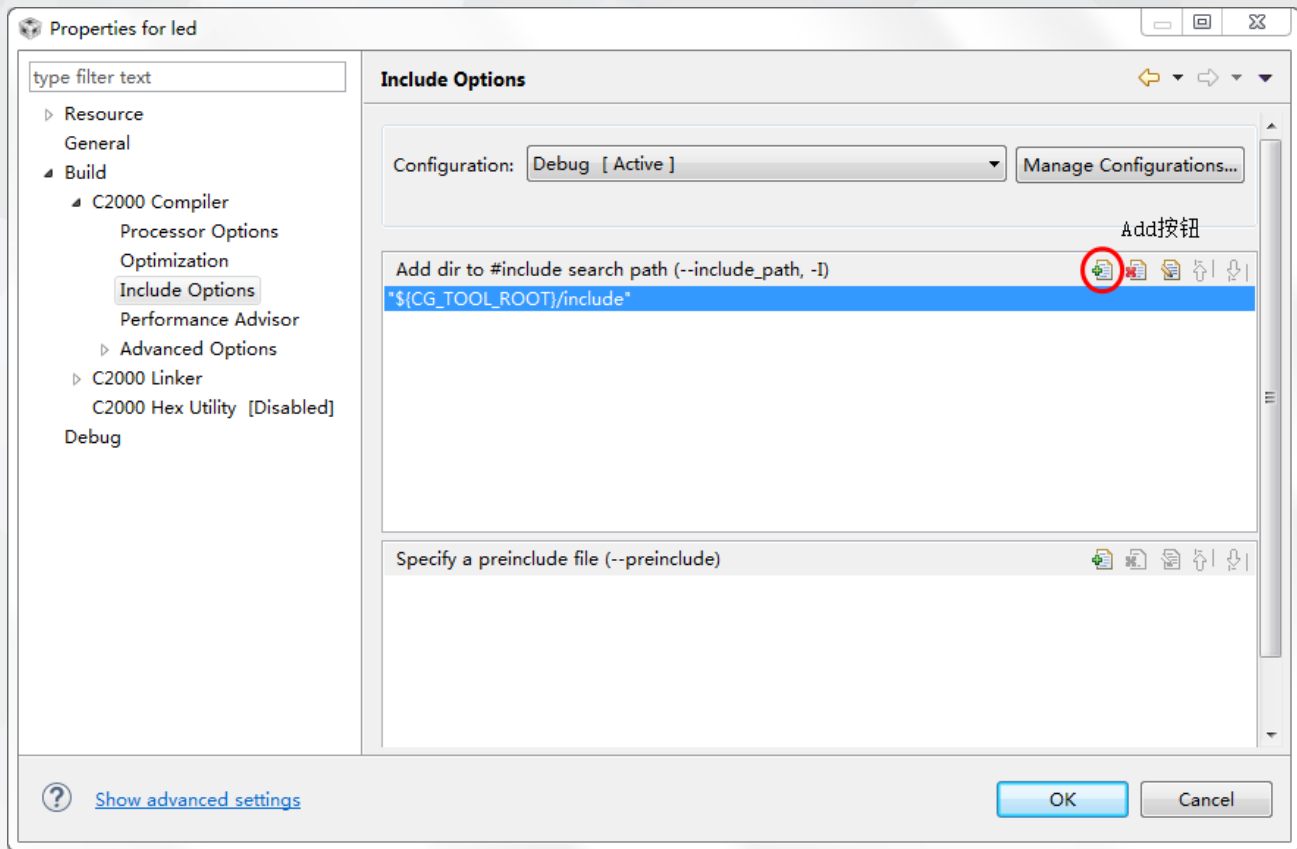 Properties for led
type filter text
Resource
General
Build
C2000 Compiler
Processor Options
Optimization
Include Options
Performance Advisor
Advanced Options
C2000 Linker
C2000 Hex Utility [Disabled]
Debug
Include Options
Configuration: Debug [ Active ] Manage Configurations...
Add按钮
Add dir to #include search path (--include_path, -I)
"${CG_TOOL_ROOT}/include"
Specify a preinclude file (--preinclude)
Show advanced settings
OK Cancel